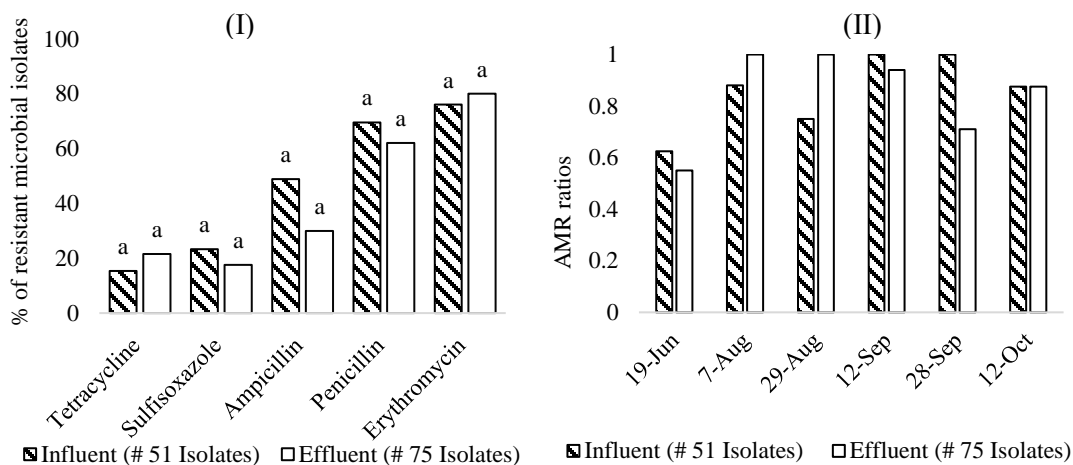 (I)
% of resistant microbial isolates
100
80
60
40
20
0
a a a a a a a a a a
Tetracycline
Sulfisoxazole
Ampicillin
Penicillin
Erythromycin
Influent (# 51 Isolates) Effluent (# 75 Isolates)
(II)
AMR ratios
1
0.8
0.6
0.4
0.2
0
19-Jun
7-Aug
29-Aug
12-Sep
28-Sep
12-Oct
Influent (# 51 Isolates) Effluent (# 75 Isolates)